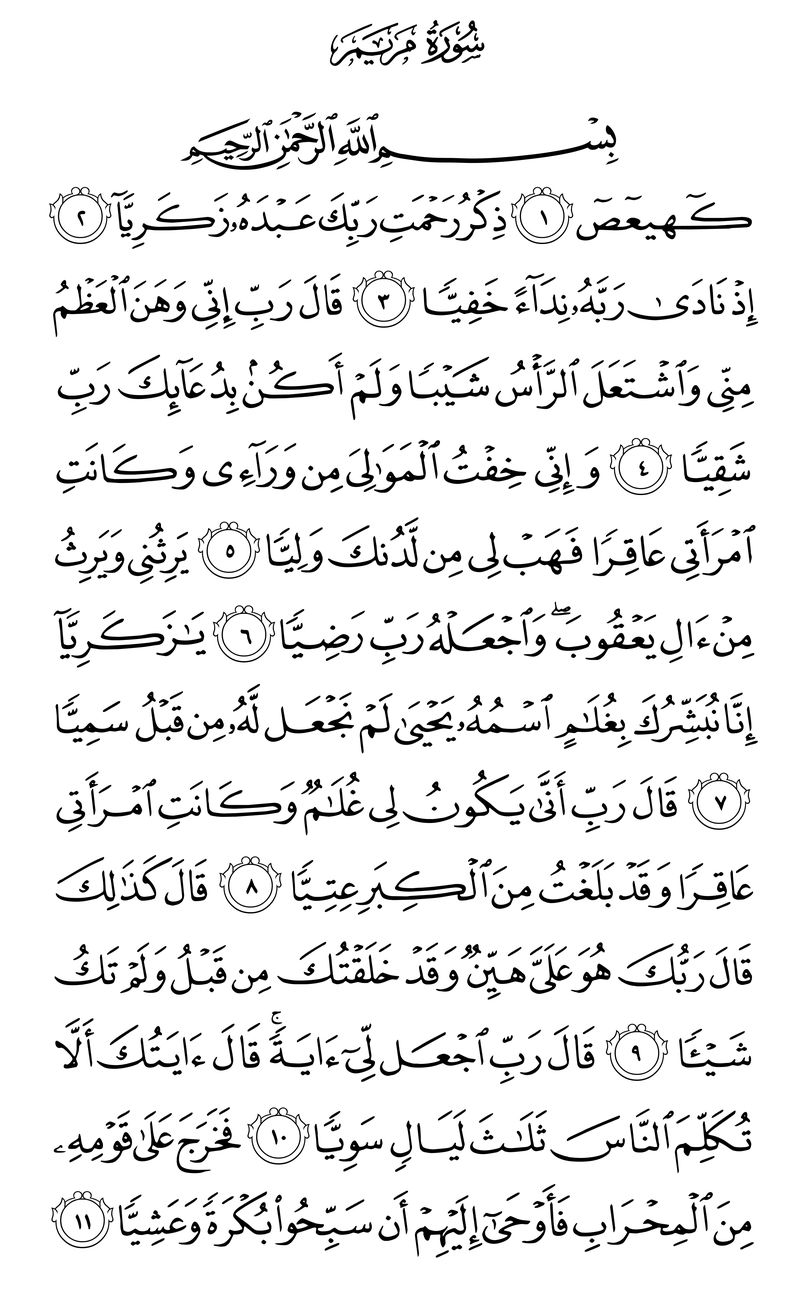 سُورَةُ مَرْيَمَ
بِسْمِ ٱللَّهِ ٱلرَّحْمَٰنِ ٱلرَّحِيمِ
كٓهيعٓصٓ ١ ذِكْرُ رَحْمَتِ رَبِّكَ عَبْدَهُۥ زَكَرِيَّآ ٢
إِذْ نَادَىٰ رَبَّهُۥ نِدَآءً خَفِيًّا ٣ قَالَ رَبِّ إِنِّى وَهَنَ ٱلْعَظْمُ
مِنِّى وَٱشْتَعَلَ ٱلرَّأْسُ شَيْبًا وَلَمْ أَكُنۢ بِدُعَآئِكَ رَبِّ
شَقِيًّا ٤ وَإِنِّى خِفْتُ ٱلْمَوَٰلِىَ مِن وَرَآءِى وَكَانَتِ
ٱمْرَأَتِى عَاقِرًا فَهَبْ لِى مِن لَّدُنكَ وَلِيًّا ٥ يَرِثُنِى وَيَرِثُ
مِنْ ءَالِ يَعْقُوبَ ۖ وَٱجْعَلْهُ رَبِّ رَضِيًّا ٦ يَٰزَكَرِيَّآ
إِنَّا نُبَشِّرُكَ بِغُلَٰمٍ ٱسْمُهُۥ يَحْيَىٰ لَمْ نَجْعَل لَّهُۥ مِن قَبْلُ سَمِيًّا
٧ قَالَ رَبِّ أَنَّىٰ يَكُونُ لِى غُلَٰمٌ وَكَانَتِ ٱمْرَأَتِى
عَاقِرًا وَقَدْ بَلَغْتُ مِنَ ٱلْكِبَرِ عِتِيًّا ٨ قَالَ كَذَٰلِكَ
قَالَ رَبُّكَ هُوَ عَلَىَّ هَيِّنٌ وَقَدْ خَلَقْتُكَ مِن قَبْلُ وَلَمْ تَكُ
شَيْـًٔا ٩ قَالَ رَبِّ ٱجْعَل لِّىٓ ءَايَةً ۚ قَالَ ءَايَتُكَ أَلَّا
تُكَلِّمَ ٱلنَّاسَ ثَلَٰثَ لَيَالٍ سَوِيًّا ١٠ فَخَرَجَ عَلَىٰ قَوْمِهِۦ
مِنَ ٱلْمِحْرَابِ فَأَوْحَىٰٓ إِلَيْهِمْ أَن سَبِّحُوا۟ بُكْرَةً وَعَشِيًّا ١١